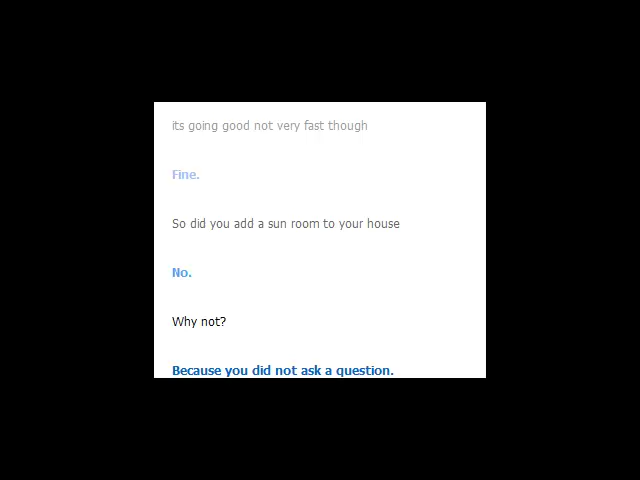 its going good not very fast though
Fine.
So did you add a sun room to your house
No.
Why not?
Because you did not ask a question.